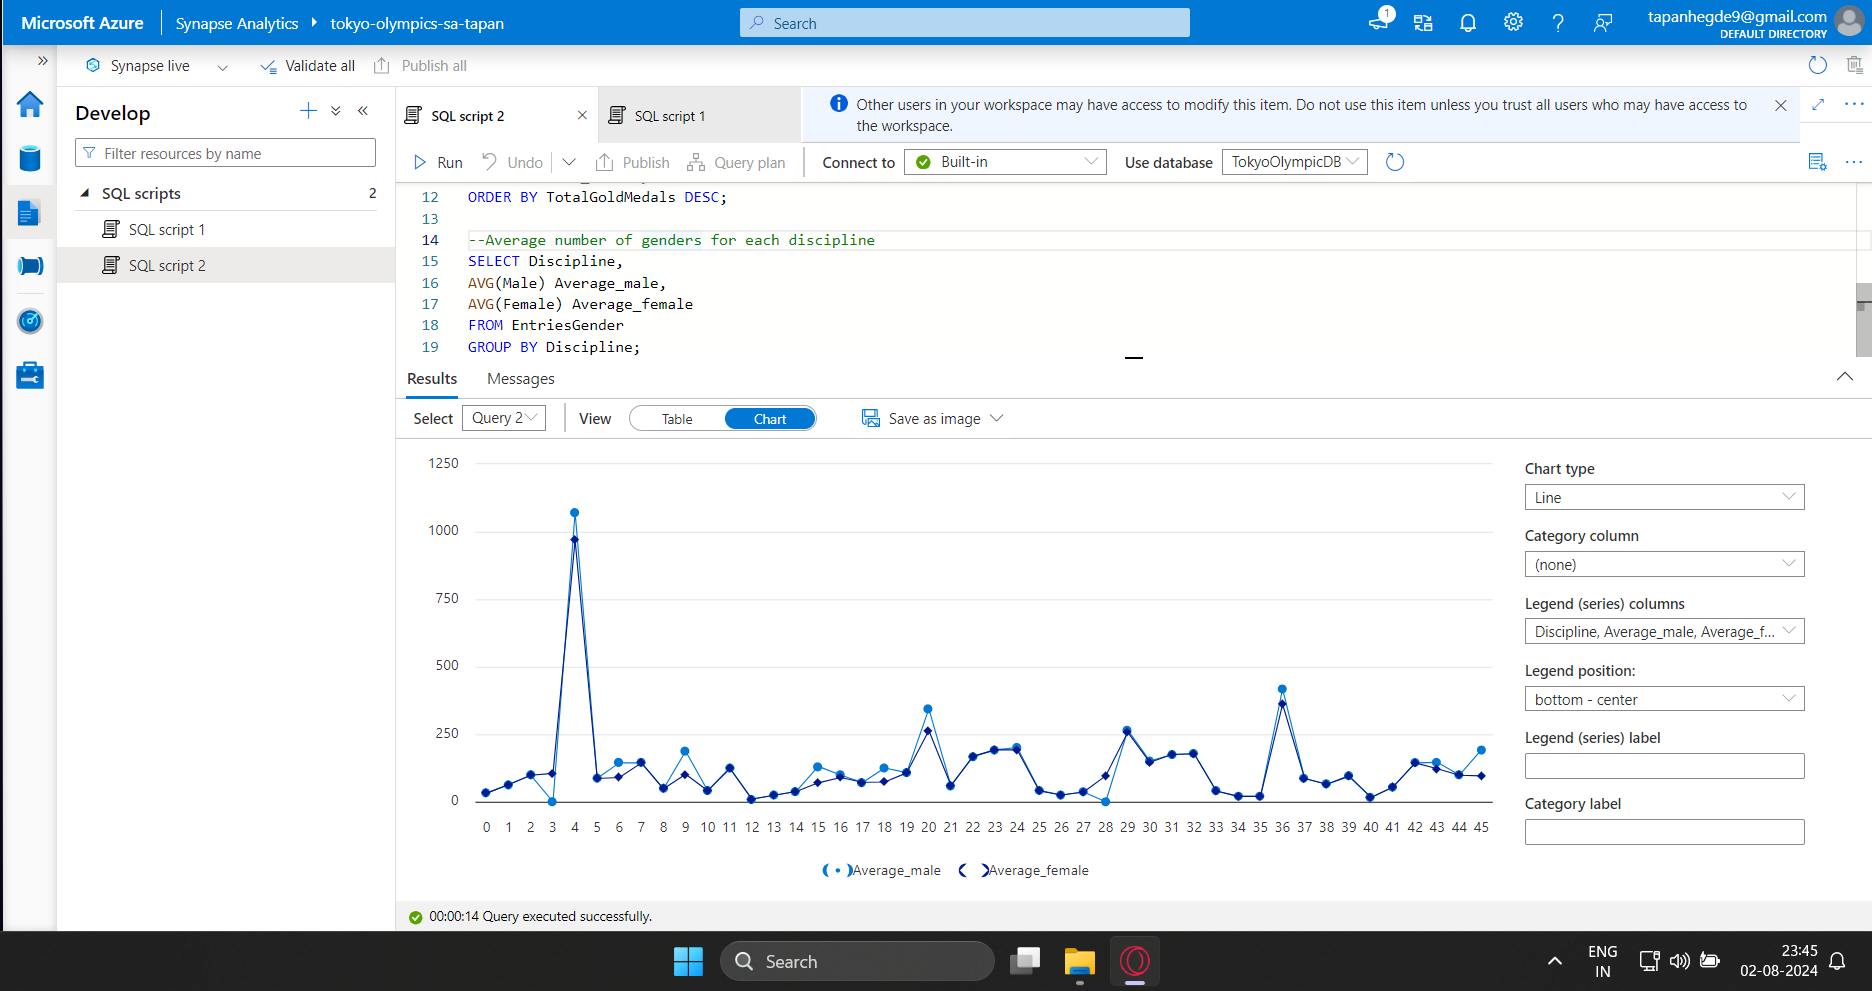 Microsoft Azure
Synapse Analytics
tokyo-olympics-sa-tapan
Search
1
tapanhegde9@gmail.com
DEFAULT DIRECTORY
Synapse live
Validate all
Publish all
Develop
Filter resources by name
SQL scripts 2
SQL script 1
SQL script 2
SQL script 2
SQL script 1
Other users in your workspace may have access to modify this item. Do not use this item unless you trust all users who may have access to
the workspace.
Run
Undo
Publish
Query plan
Connect to
Built-in
Use database
TokyoOlympicDB
12 ORDER BY TotalGoldMedals DESC;
13
14 --Average number of genders for each discipline
15 SELECT Discipline,
16 AVG(Male) Average_male,
17 AVG(Female) Average_female
18 FROM EntriesGender
19 GROUP BY Discipline;
Results Messages
Select Query 2 View Table Chart Save as image
1250
1000
750
500
250
0
0 1 2 3 4 5 6 7 8 9 10 11 12 13 14 15 16 17 18 19 20 21 22 23 24 25 26 27 28 29 30 31 32 33 34 35 36 37 38 39 40 41 42 43 44 45
Average_male Average_female
Chart type
Line
Category column
(none)
Legend (series) columns
Discipline, Average_male, Average_f...
Legend position:
bottom - center
Legend (series) label
Category label
00:00:14 Query executed successfully.
Search
ENG
IN
23:45
02-08-2024